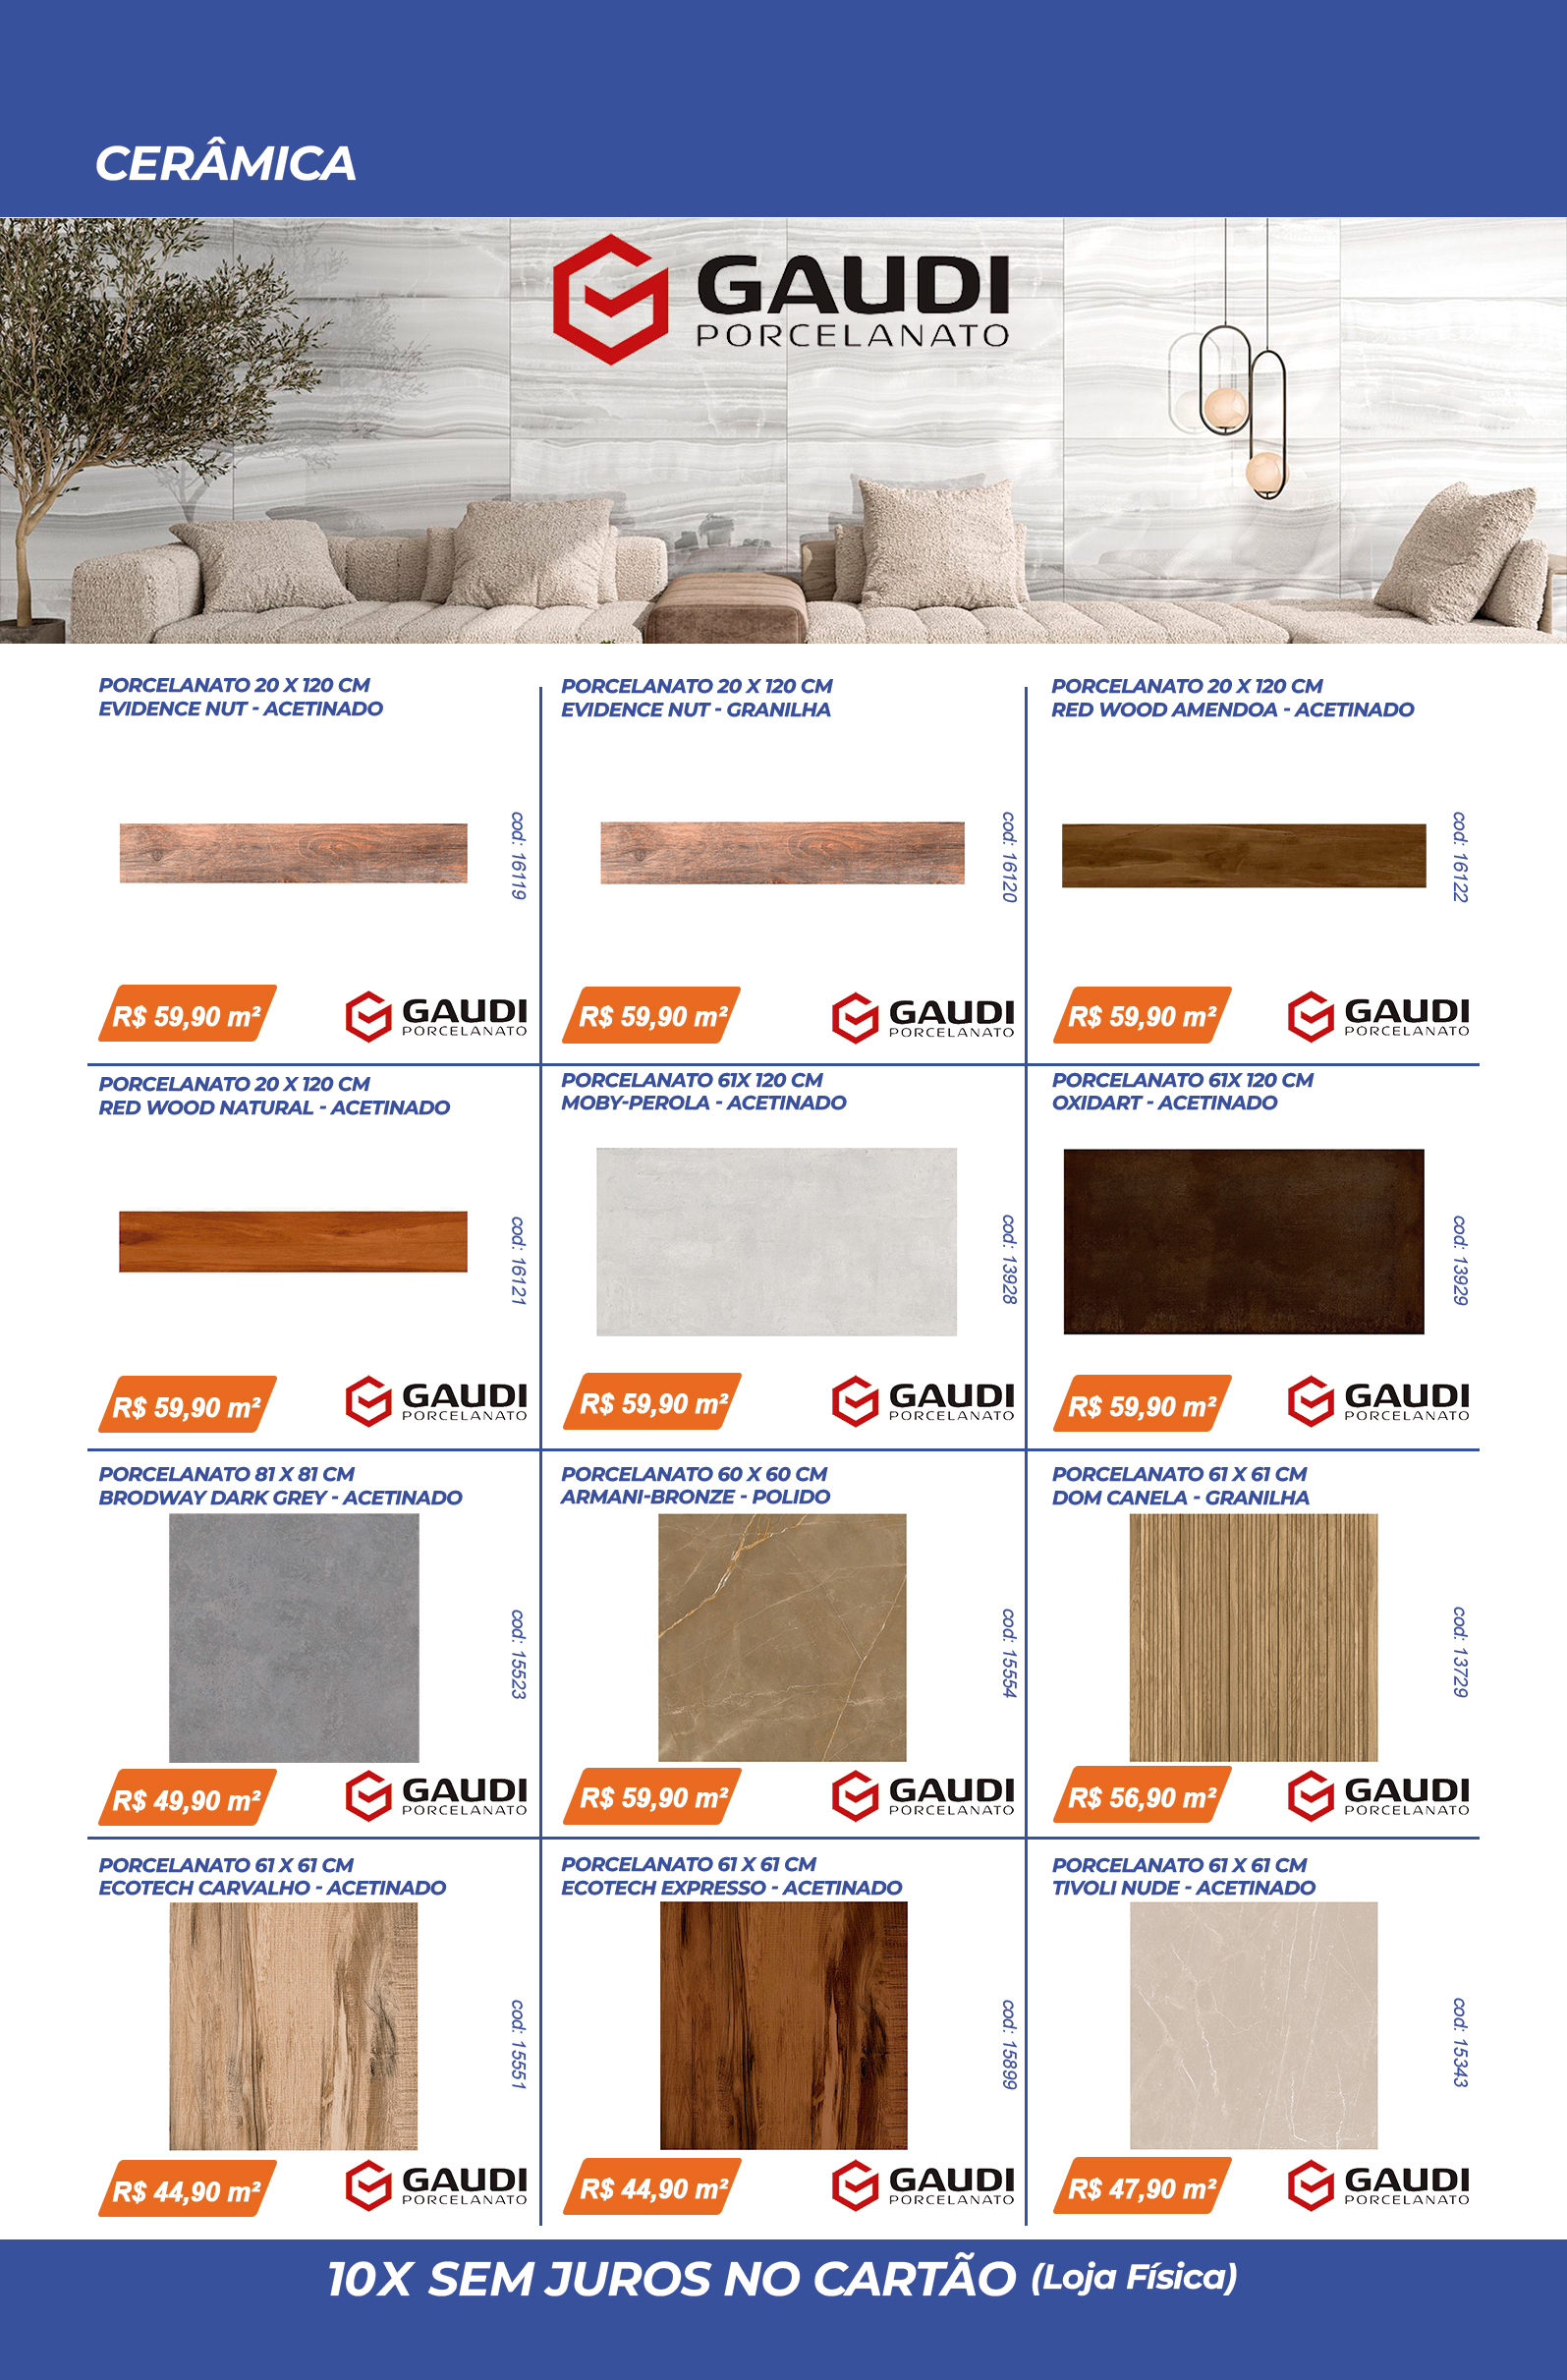 CERÂMICA
GAUDI
PORCELANATO
PORCELANATO 20 X 120 CM
EVIDENCE NUT - ACETINADO
cod: 16119
R$ 59,90 m²
GAUDI
PORCELANATO
PORCELANATO 20 X 120 CM
EVIDENCE NUT - GRANILHA
cod: 16120
R$ 59,90 m²
GAUDI
PORCELANATO
PORCELANATO 20 X 120 CM
RED WOOD AMENDOA - ACETINADO
cod: 16122
R$ 59,90 m²
GAUDI
PORCELANATO
PORCELANATO 20 X 120 CM
RED WOOD NATURAL - ACETINADO
cod: 16121
R$ 59,90 m²
GAUDI
PORCELANATO
PORCELANATO 61X 120 CM
MOBY-PEROLA - ACETINADO
cod: 13928
R$ 59,90 m²
GAUDI
PORCELANATO
PORCELANATO 61X 120 CM
OXIDART - ACETINADO
cod: 13929
R$ 59,90 m²
GAUDI
PORCELANATO
PORCELANATO 81 X 81 CM
BRODWAY DARK GREY - ACETINADO
cod: 15523
R$ 49,90 m²
GAUDI
PORCELANATO
PORCELANATO 60 X 60 CM
ARMANI-BRONZE - POLIDO
cod: 15554
R$ 59,90 m²
GAUDI
PORCELANATO
PORCELANATO 61 X 61 CM
DOM CANELA - GRANILHA
cod: 13729
R$ 56,90 m²
GAUDI
PORCELANATO
PORCELANATO 61 X 61 CM
ECOTECH CARVALHO - ACETINADO
cod: 15551
R$ 44,90 m²
GAUDI
PORCELANATO
PORCELANATO 61 X 61 CM
ECOTECH EXPRESSO - ACETINADO
cod: 15899
R$ 44,90 m²
GAUDI
PORCELANATO
PORCELANATO 61 X 61 CM
TIVOLI NUDE - ACETINADO
cod: 15343
R$ 47,90 m²
GAUDI
PORCELANATO
10X SEM JUROS NO CARTÃO (Loja Física)